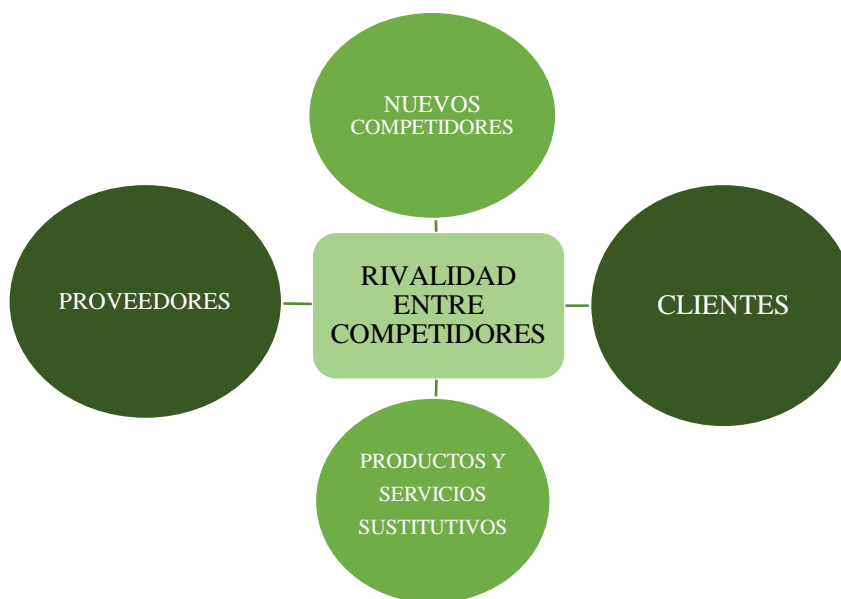 NUEVOS
COMPETIDORES
PROVEEDORES
RIVALIDAD
ENTRE
COMPETIDORES
CLIENTES
PRODUCTOS Y
SERVICIOS
SUSTITUTIVOS